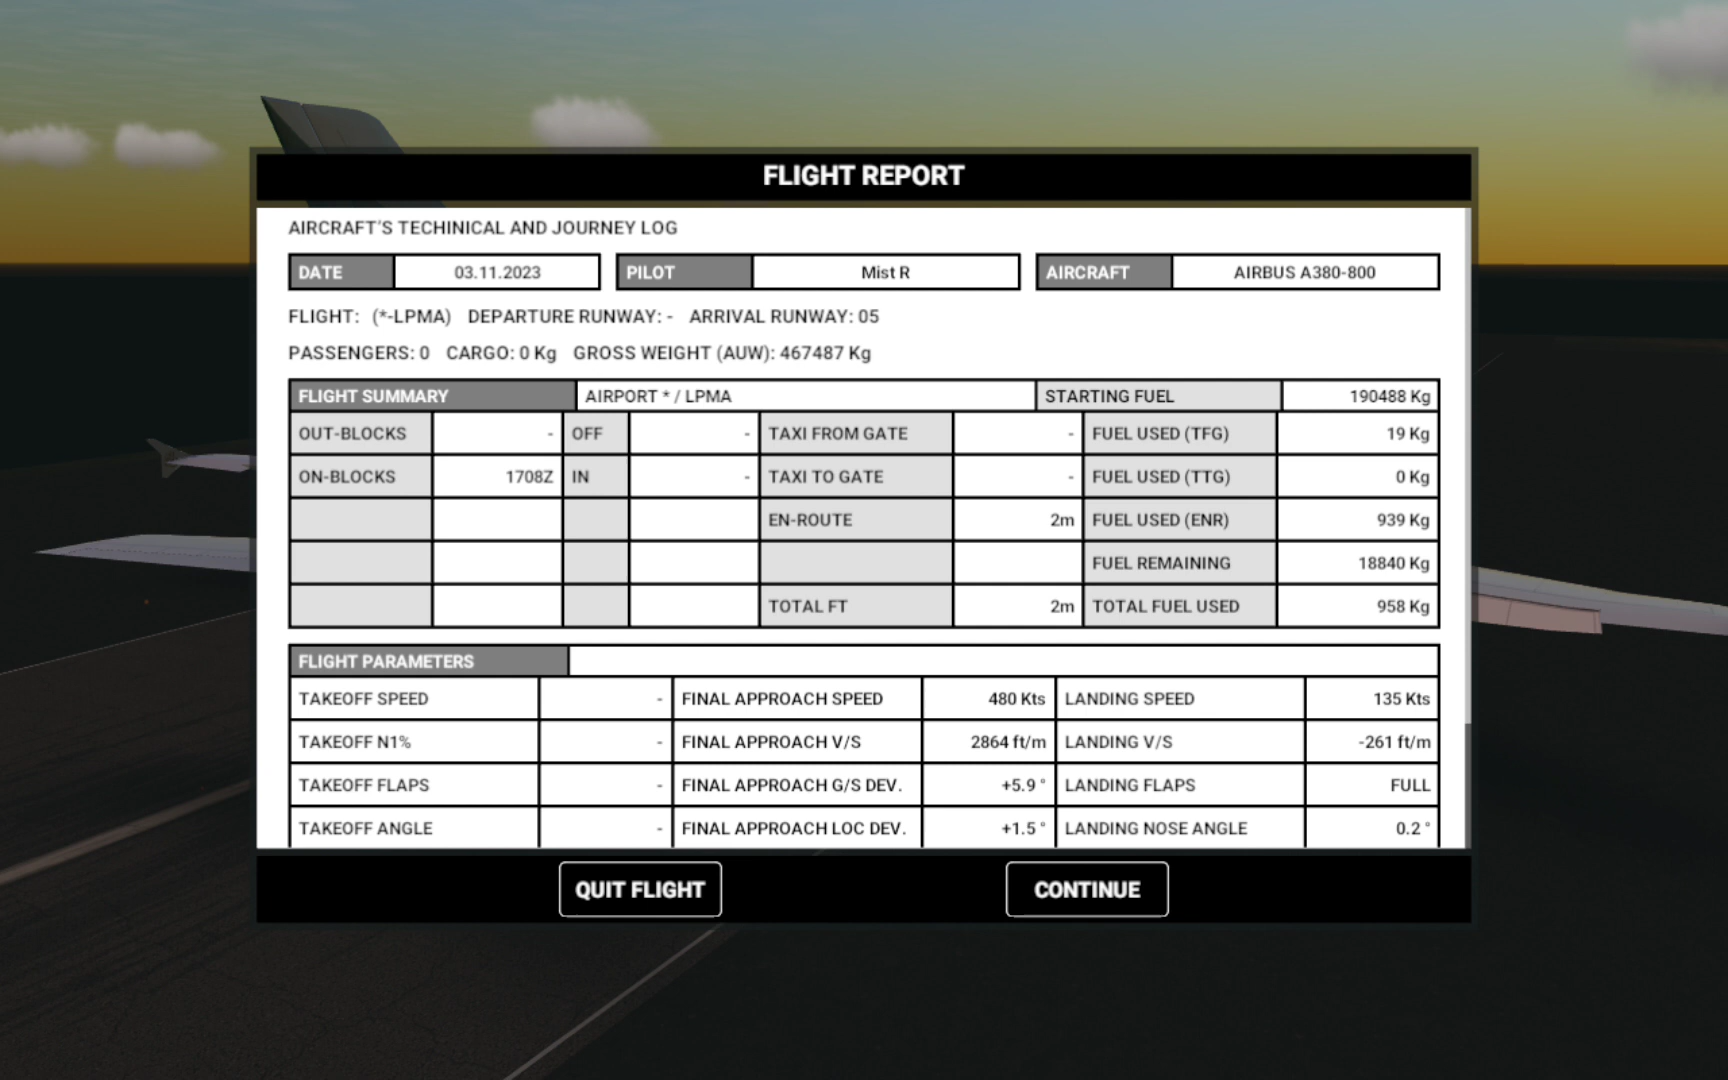 FLIGHT REPORT
AIRCRAFT'S TECHINICAL AND JOURNEY LOG
DATE 03.11.2023 PILOT Mist R AIRCRAFT AIRBUS A380-800
FLIGHT: (*-LPMA) DEPARTURE RUNWAY: - ARRIVAL RUNWAY: 05
PASSENGERS: 0 CARGO: 0 Kg GROSS WEIGHT (AUW): 467487 Kg
FLIGHT SUMMARY AIRPORT * / LPMA STARTING FUEL 190488 Kg
OUT-BLOCKS - OFF - TAXI FROM GATE - FUEL USED (TFG) 19 Kg
ON-BLOCKS 1708Z IN - TAXI TO GATE - FUEL USED (TTG) 0 Kg
EN-ROUTE 2m FUEL USED (ENR) 939 Kg
FUEL REMAINING 18840 Kg
TOTAL FT 2m TOTAL FUEL USED 958 Kg
FLIGHT PARAMETERS
TAKEOFF SPEED - FINAL APPROACH SPEED 480 Kts LANDING SPEED 135 Kts
TAKEOFF N1% - FINAL APPROACH V/S 2864 ft/m LANDING V/S -261 ft/m
TAKEOFF FLAPS - FINAL APPROACH G/S DEV. +5.9 ° LANDING FLAPS FULL
TAKEOFF ANGLE - FINAL APPROACH LOC DEV. +1.5 ° LANDING NOSE ANGLE 0.2 °
QUIT FLIGHT CONTINUE